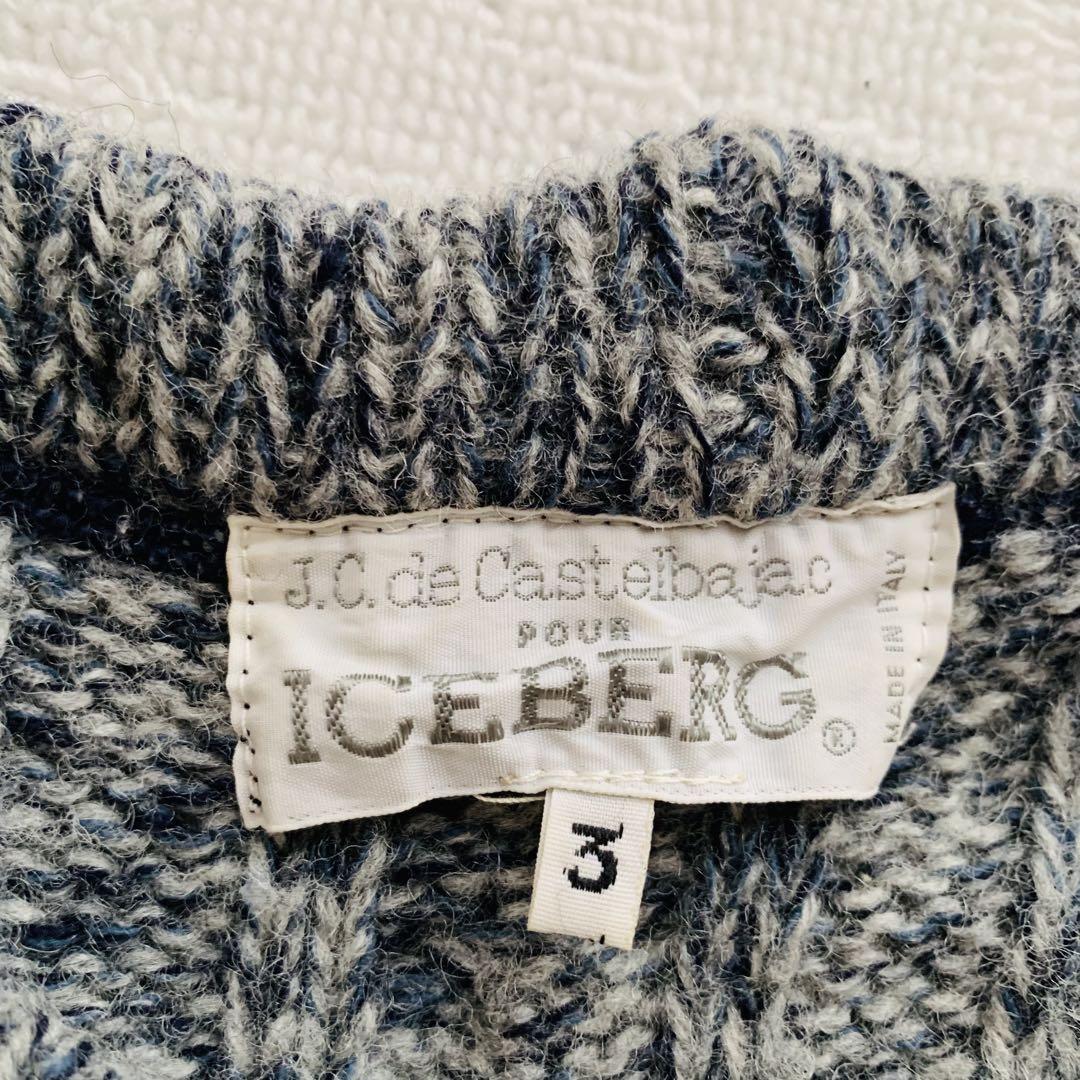 J.C. de Castelbajac
POUR
ICEBERG®
MADE IN ITALY
3